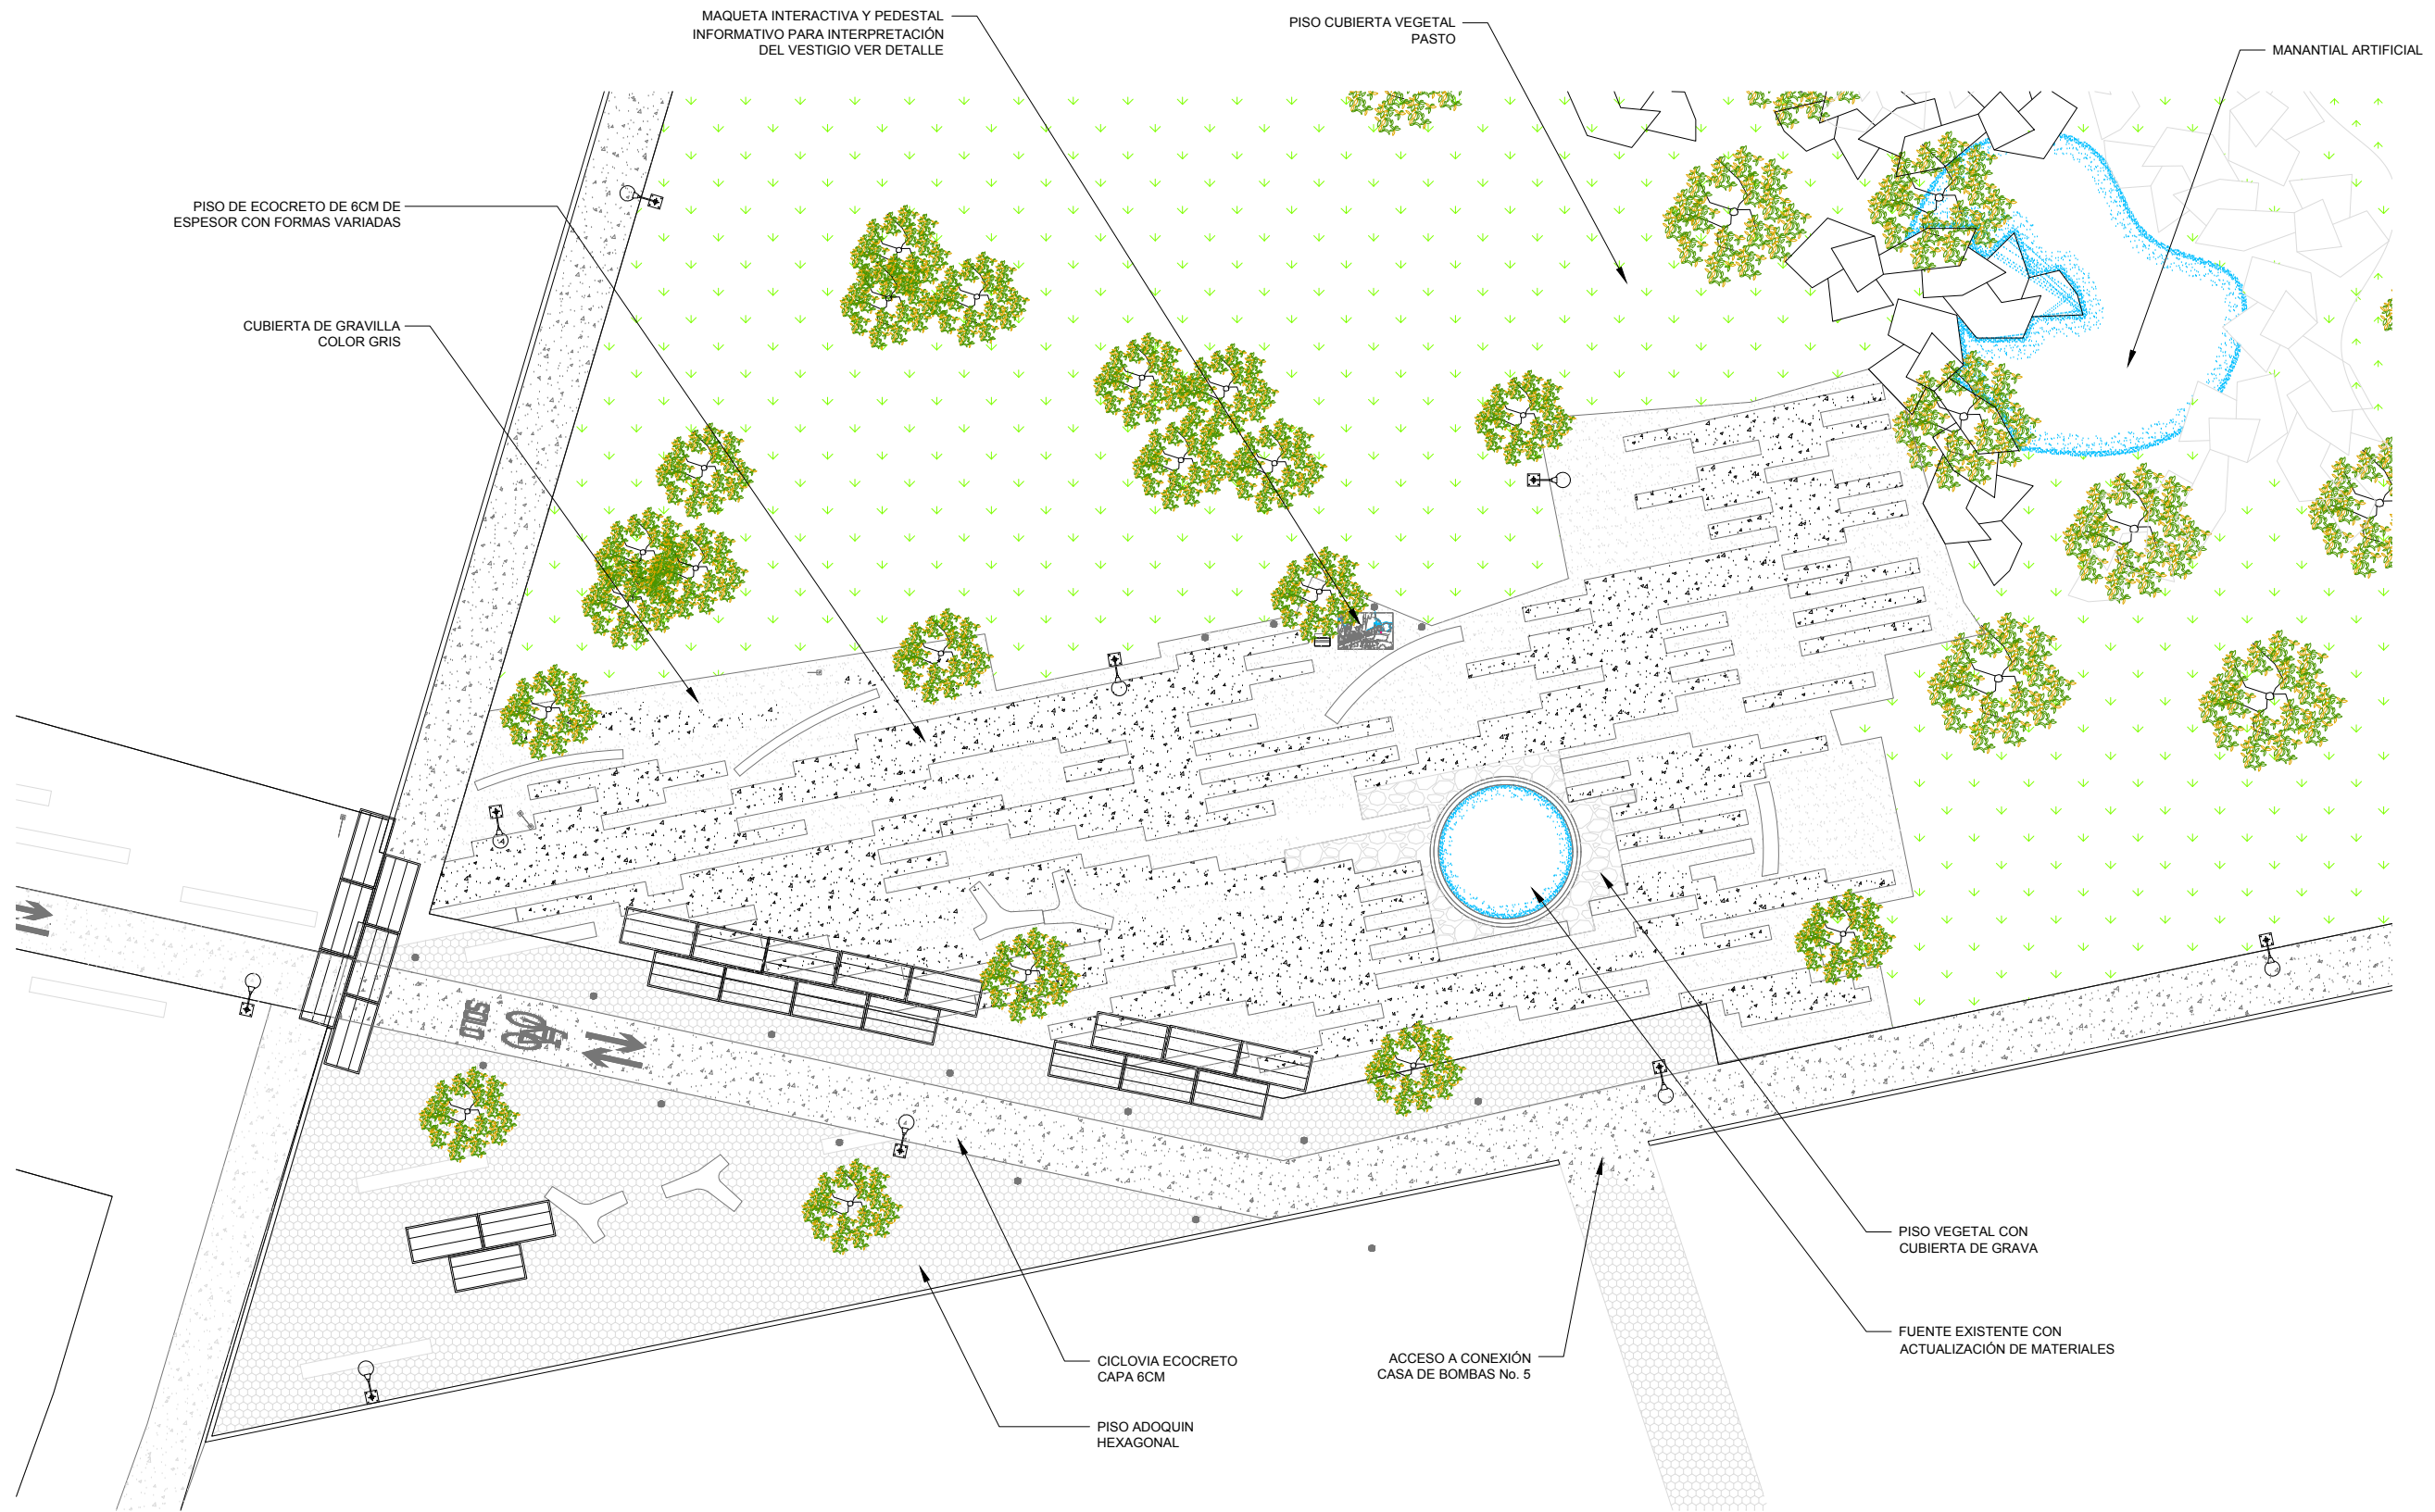 MAQUETA INTERACTIVA Y PEDESTAL
INFORMATIVO PARA INTERPRETACIÓN
DEL VESTIGIO VER DETALLE
PISO CUBIERTA VEGETAL
PASTO
MANANTIAL ARTIFICIAL
PISO DE ECOCRETO DE 6CM DE
ESPESOR CON FORMAS VARIADAS
CUBIERTA DE GRAVILLA
COLOR GRIS
PISO VEGETAL CON
CUBIERTA DE GRAVA
FUENTE EXISTENTE CON
ACTUALIZACIÓN DE MATERIALES
CICLOVIA ECOCRETO
CAPA 6CM
ACCESO A CONEXIÓN
CASA DE BOMBAS No. 5
PISO ADOQUIN
HEXAGONAL